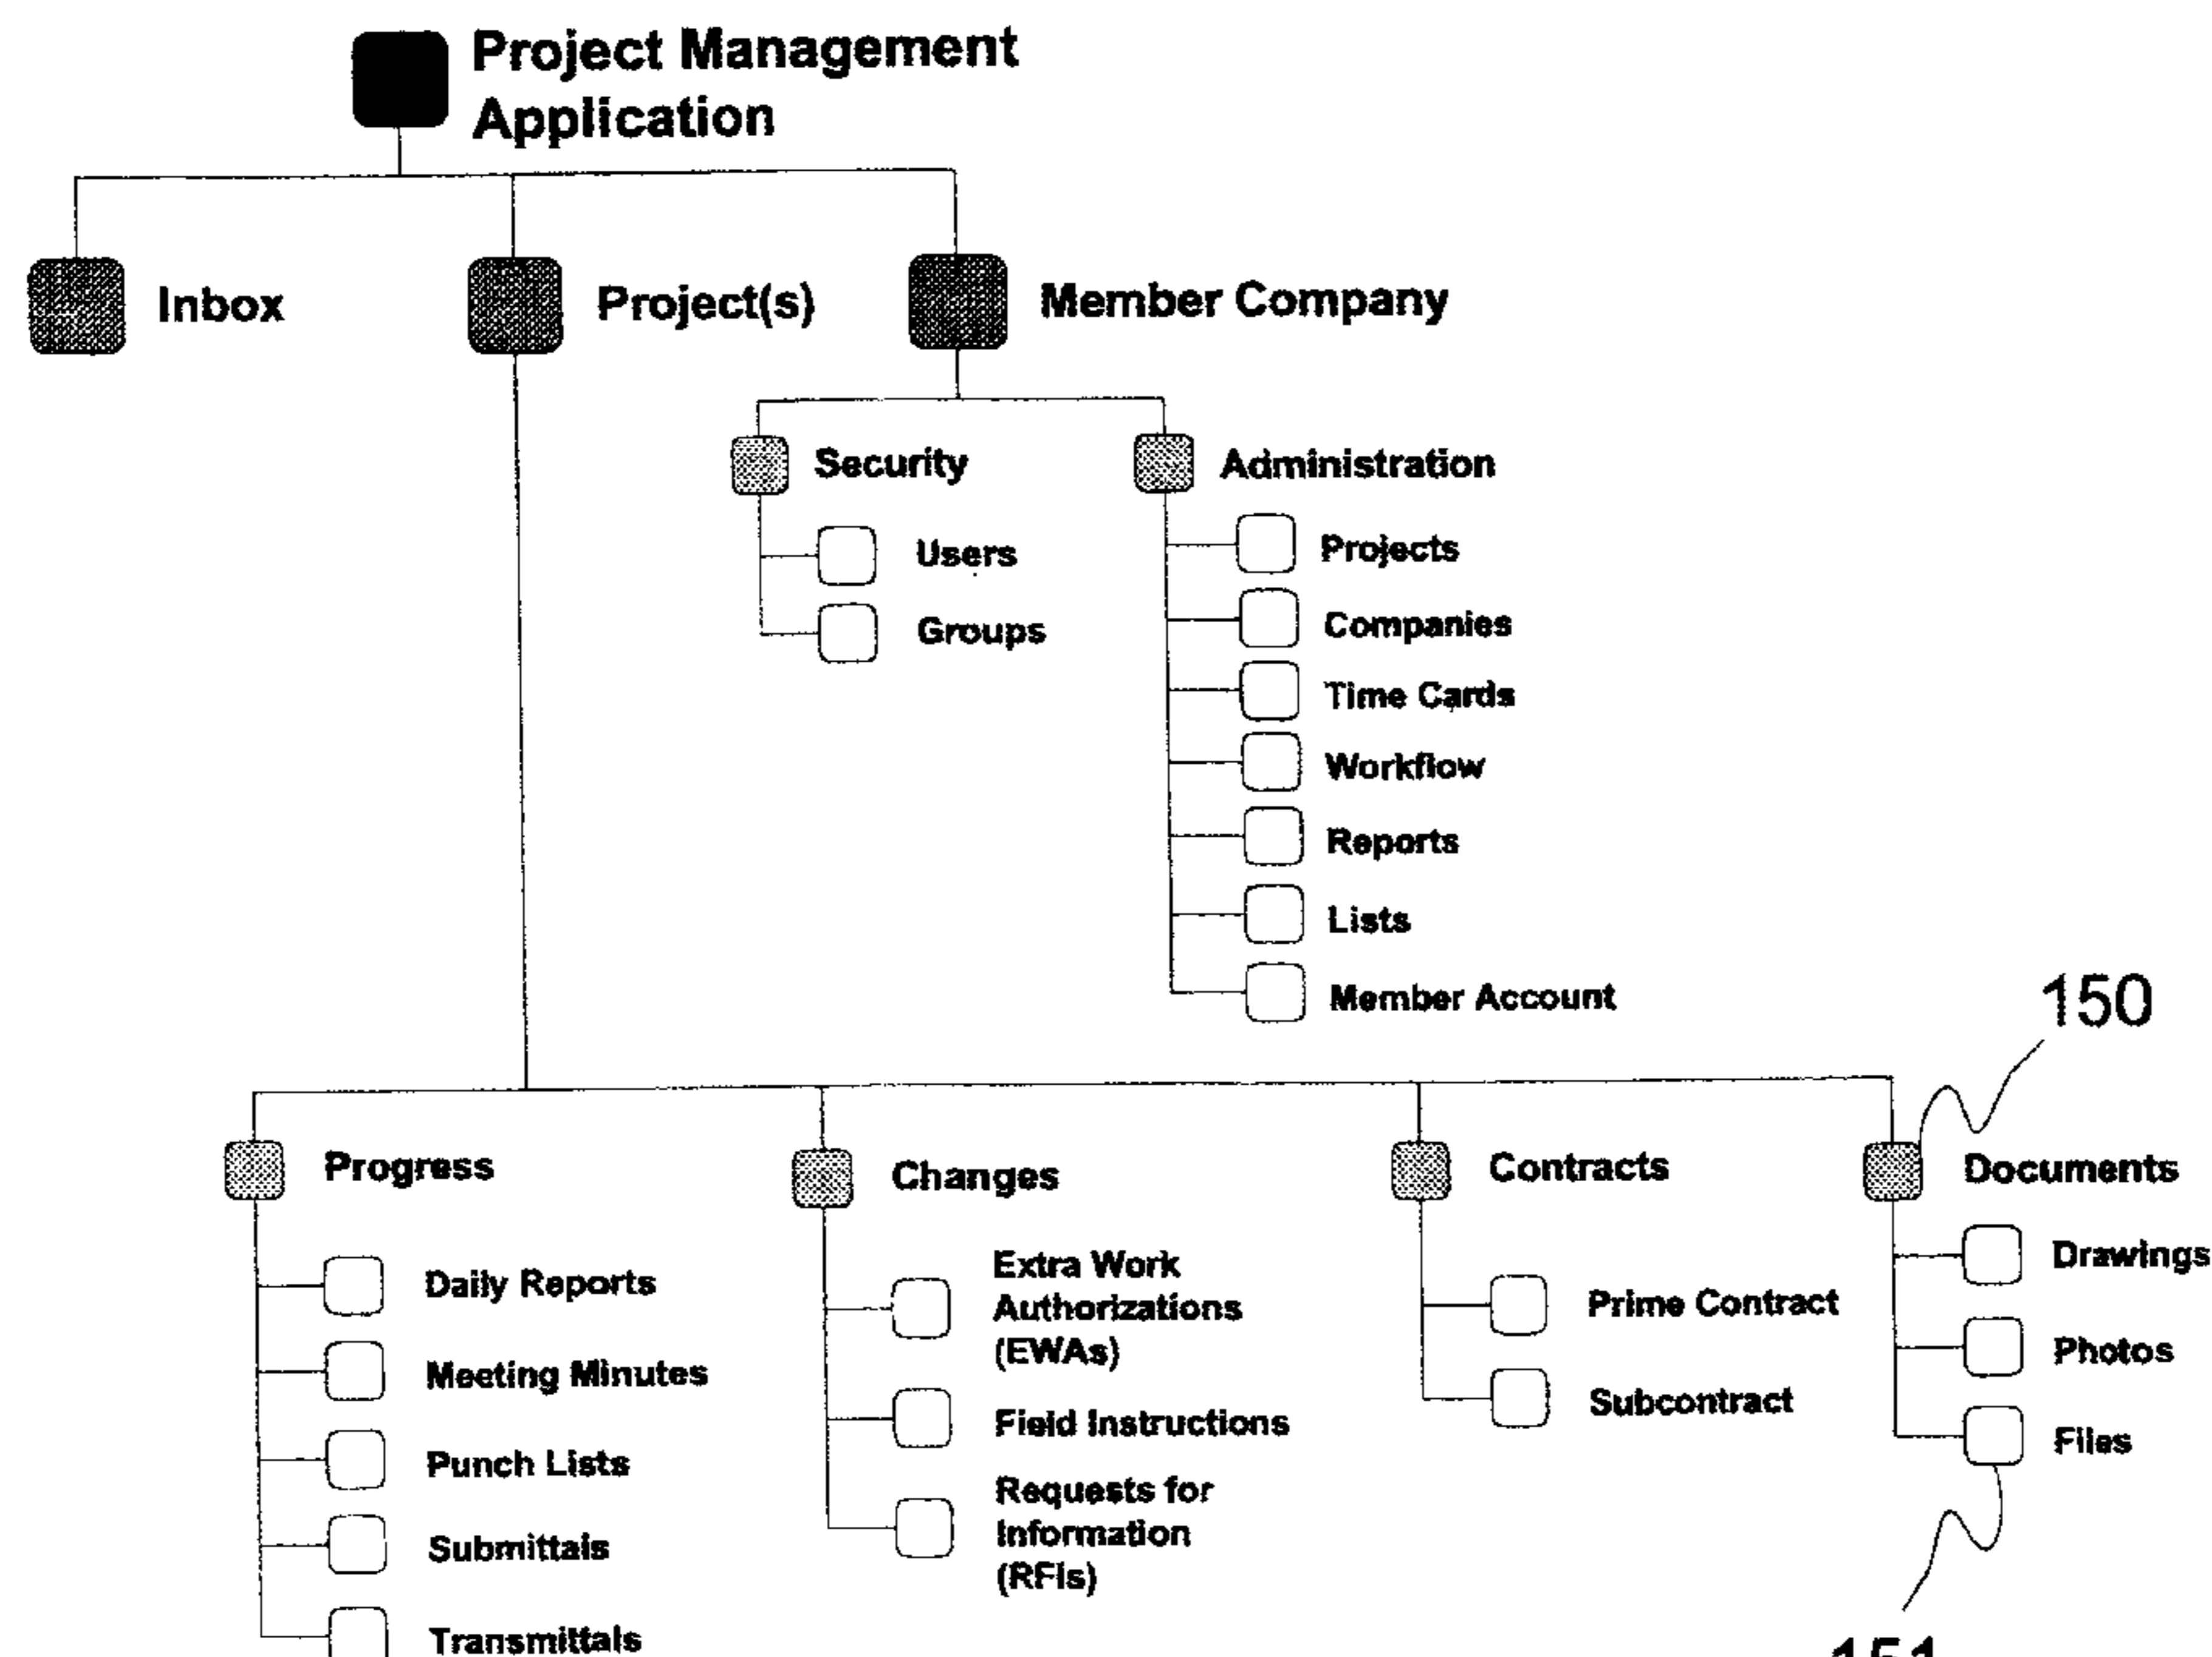 Project Management
Application
Inbox
Project(s)
Member Company
Security
Administration
Users
Groups
Projects
Companies
Time Cards
Workflow
Reports
Lists
Member Account
150
Progress
Changes
Contracts
Documents
Daily Reports
Meeting Minutes
Punch Lists
Submittals
Transmittals
Extra Work
Authorizations
(EWAs)
Field Instructions
Requests for
Information
(RFIs)
Prime Contract
Subcontract
Drawings
Photos
Files
151